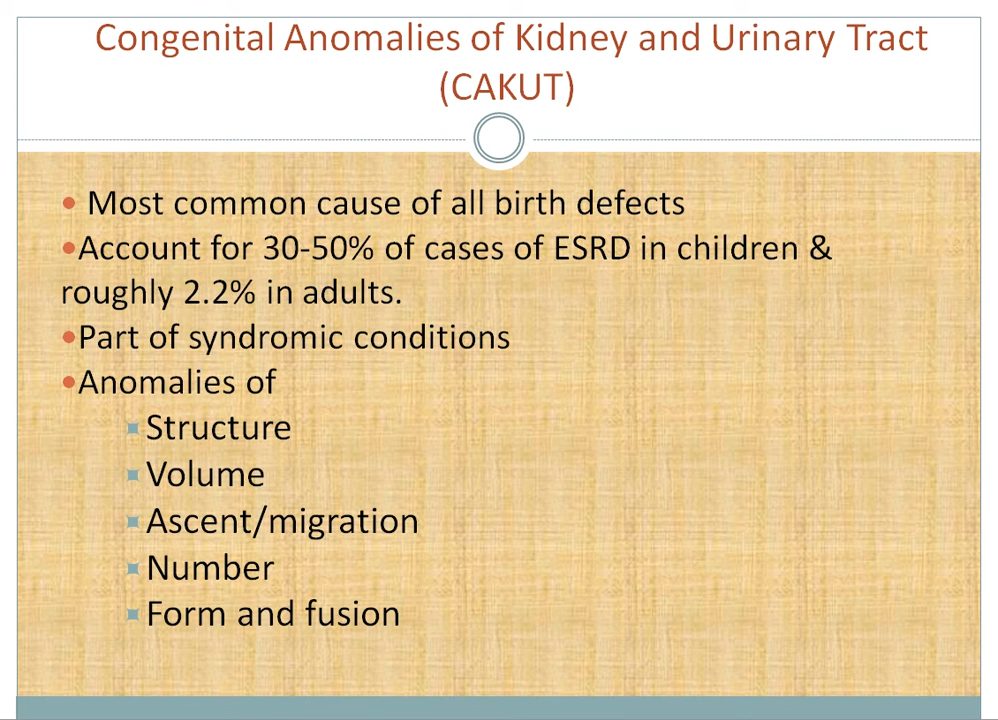 Congenital Anomalies of Kidney and Urinary Tract
(CAKUT)
• Most common cause of all birth defects
•Account for 30-50% of cases of ESRD in children &
roughly 2.2% in adults.
•Part of syndromic conditions
•Anomalies of
▪Structure
▪Volume
▪Ascent/migration
▪Number
▪Form and fusion